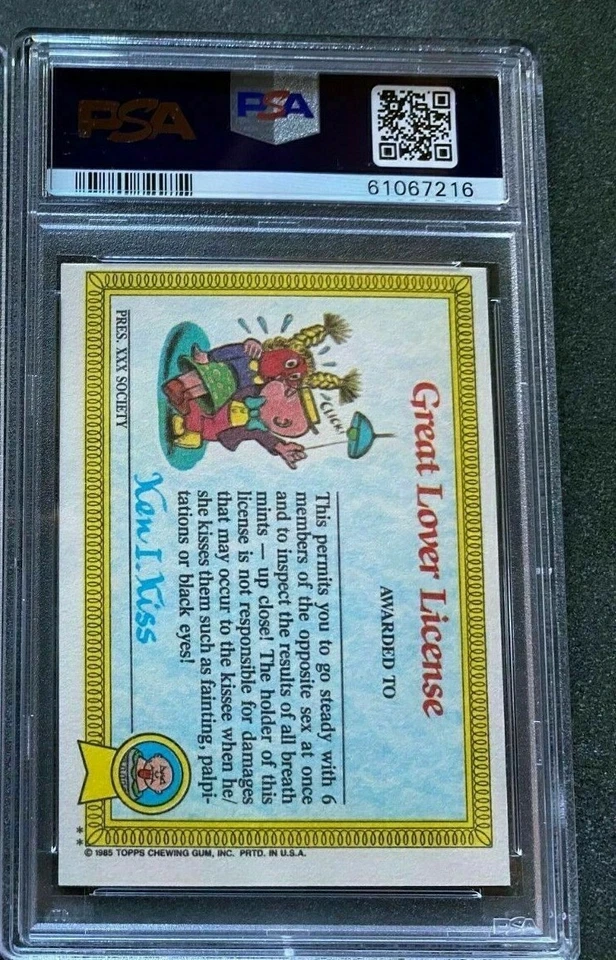 PSA
PSA
61067216
Great Lover License
AWARDED TO
This permits you to go steady with 6
members of the opposite sex at once
and to inspect the results of all breath
mints — up close! The holder of this
license is not responsible for damages
that may occur to the kissee when he/
she kisses them such as fainting, palpi-
tations or black eyes!
CLICK!
Ken I. Kiss
PRES. XXX SOCIETY
**
© 1985 TOPPS CHEWING GUM, INC. PRTD. IN U.S.A.
PSA